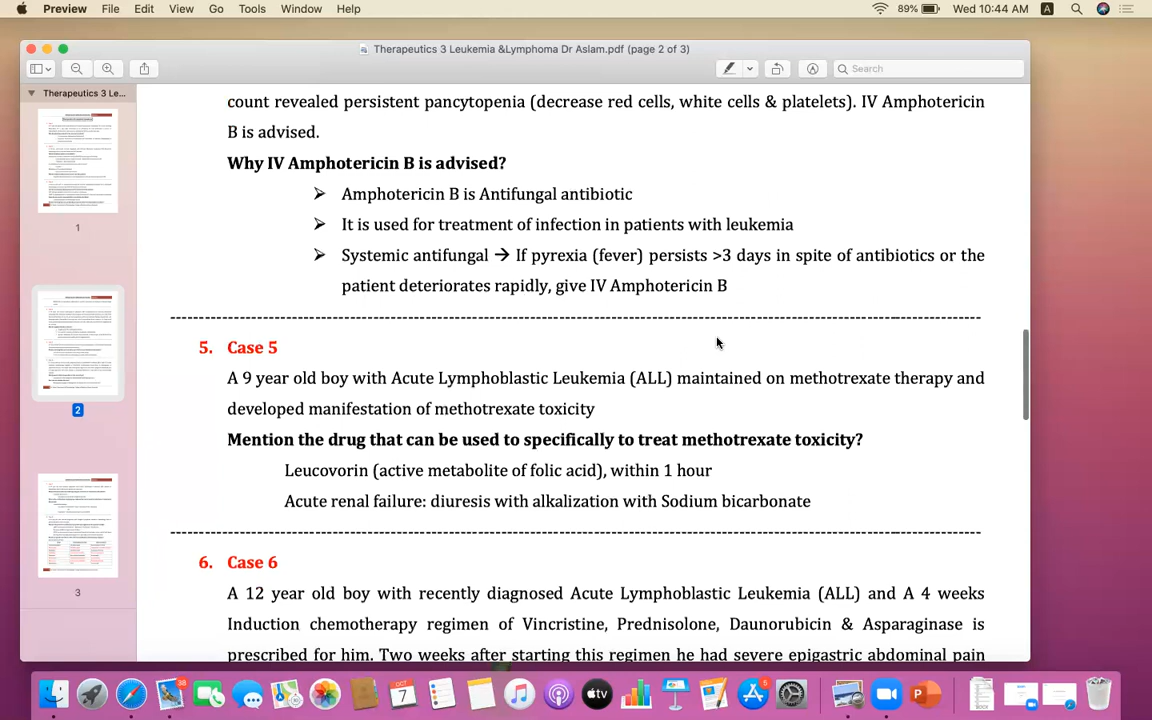 Preview File Edit View Go Tools Window Help 89% Wed 10:44 AM A
Therapeutics 3 Leukemia &Lymphoma Dr Aslam.pdf (page 2 of 3)
Search
Therapeutics 3 Le...
1
2
3
count revealed persistent pancytopenia (decrease red cells, white cells & platelets). IV Amphotericin
B is advised.
Why IV Amphotericin B is advised?
➢ Amphotericin B is Antifungal antibiotic
➢ It is used for treatment of infection in patients with leukemia
➢ Systemic antifungal → If pyrexia (fever) persists >3 days in spite of antibiotics or the
patient deteriorates rapidly, give IV Amphotericin B
5. Case 5
A 9 year old boy with Acute Lymphoblastic Leukemia (ALL) maintained on methotrexate therapy and
developed manifestation of methotrexate toxicity
Mention the drug that can be used to specifically to treat methotrexate toxicity?
Leucovorin (active metabolite of folic acid), within 1 hour
Acute renal failure: diuresis with alkalization with Sodium bicarbonate
6. Case 6
A 12 year old boy with recently diagnosed Acute Lymphoblastic Leukemia (ALL) and A 4 weeks
Induction chemotherapy regimen of Vincristine, Prednisolone, Daunorubicin & Asparaginase is
prescribed for him. Two weeks after starting this regimen he had severe epigastric abdominal pain
OCT
7
tv
5
P